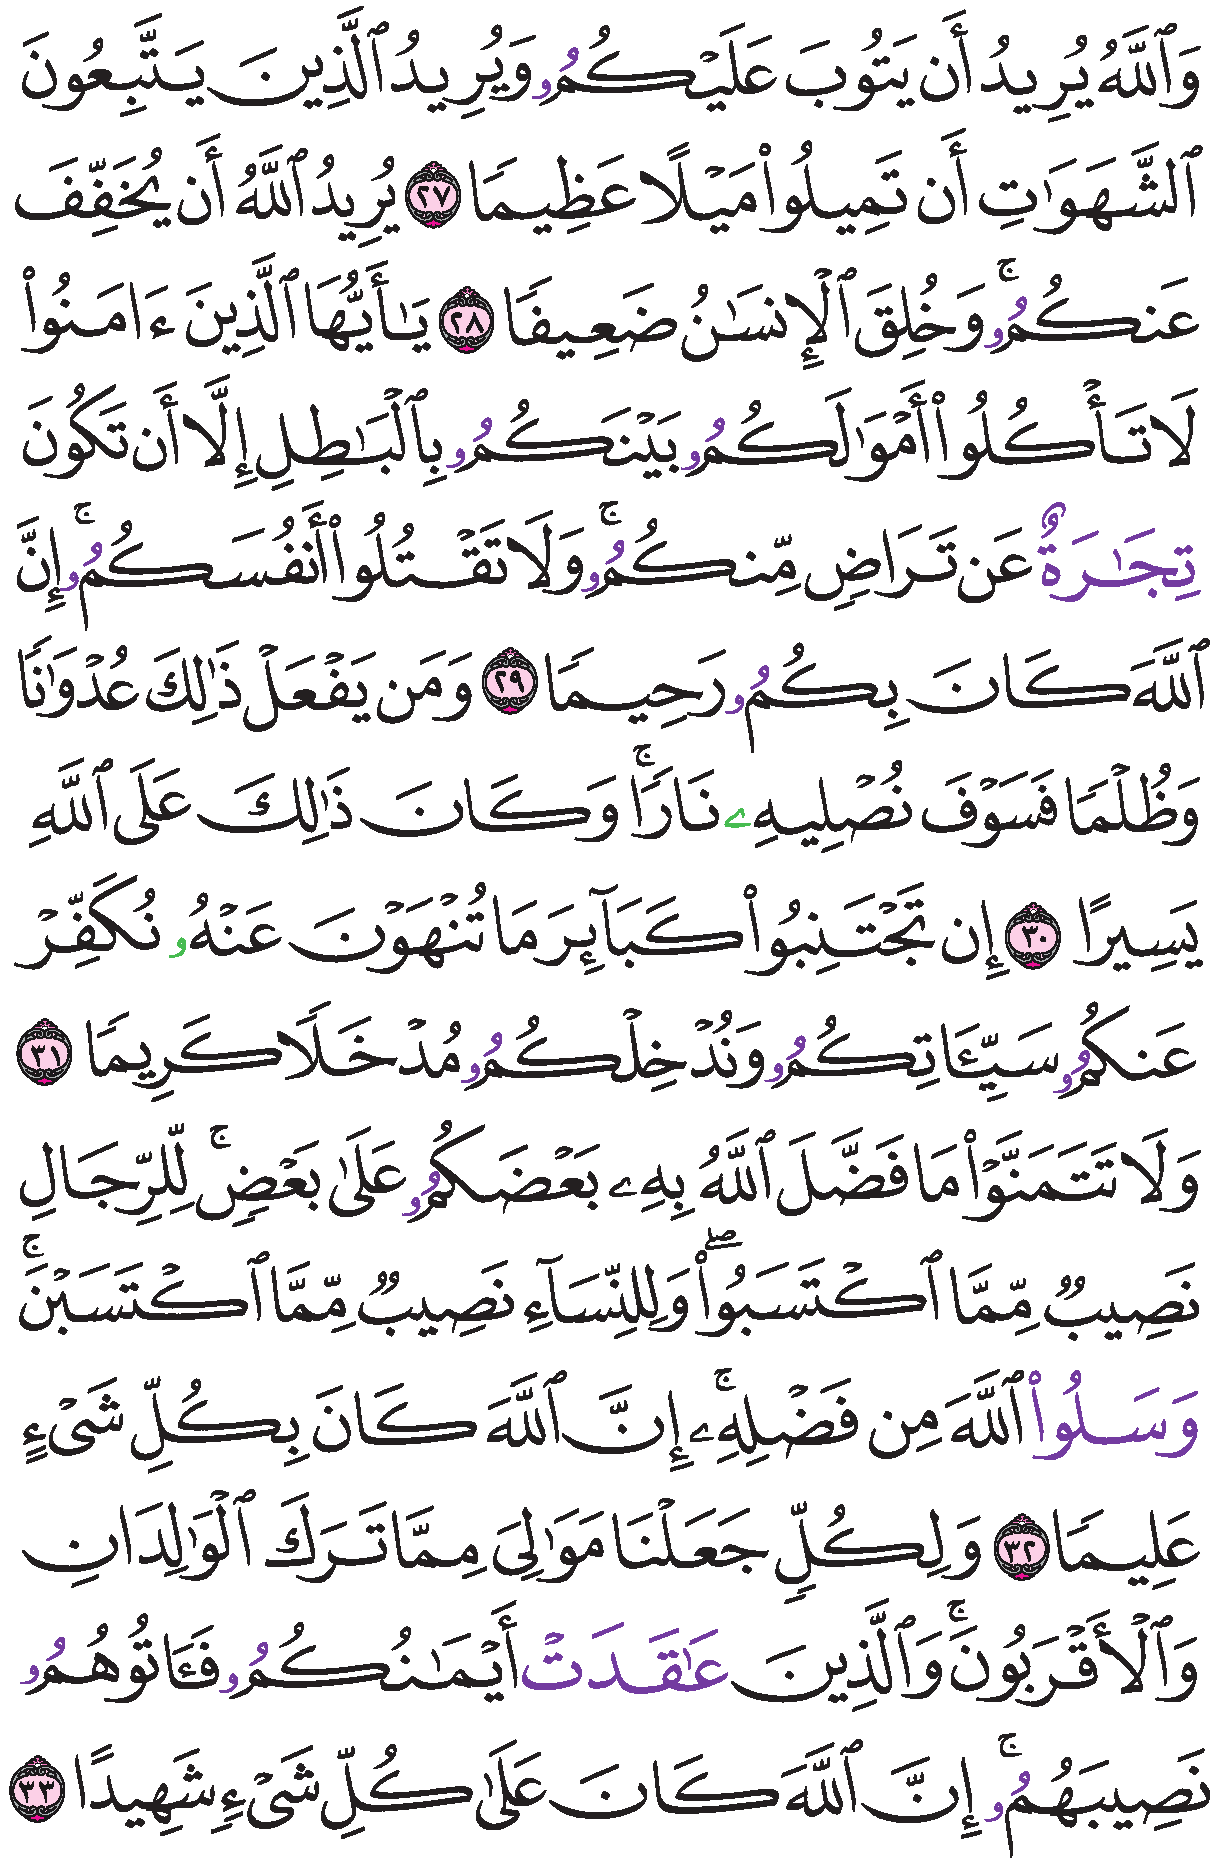 وَٱللَّهُ يُرِيدُ أَن يَتُوبَ عَلَيْكُمُۥ وَيُرِيدُ ٱلَّذِينَ يَتَّبِعُونَ
ٱلشَّهَوَٰتِ أَن تَمِيلُوا۟ مَيْلًا عَظِيمًا ٢٧ يُرِيدُ ٱللَّهُ أَن يُخَفِّفَ
عَنكُمُۥ ۚ وَخُلِقَ ٱلْإِنسَٰنُ ضَعِيفًا ٢٨ يَٰأَيُّهَا ٱلَّذِينَ ءَامَنُوا۟
لَا تَأْكُلُوا۟ أَمْوَٰلَكُمُۥ بَيْنَكُمُۥ بِٱلْبَٰطِلِ إِلَّا أَن تَكُونَ
تِجَٰرَةٌ عَن تَرَاضٍ مِّنكُمُۥ ۚ وَلَا تَقْتُلُوا۟ أَنفُسَكُمُۥ ۚ إِنَّ
ٱللَّهَ كَانَ بِكُمُۥ رَحِيمًا ٢٩ وَمَن يَفْعَلْ ذَٰلِكَ عُدْوَٰنًا
وَظُلْمًا فَسَوْفَ نُصْلِيهِۦ نَارًا ۚ وَكَانَ ذَٰلِكَ عَلَى ٱللَّهِ
يَسِيرًا ٣٠ إِن تَجْتَنِبُوا۟ كَبَآئِرَ مَا تُنْهَوْنَ عَنْهُۥ نُكَفِّرْ
عَنكُمُۥ سَيِّـَٔاتِكُمُۥ وَنُدْخِلْكُمُۥ مُدْخَلًا كَرِيمًا ٣١
وَلَا تَتَمَنَّوْا۟ مَا فَضَّلَ ٱللَّهُ بِهِۦ بَعْضَكُمُۥ عَلَىٰ بَعْضٍ ۚ لِّلرِّجَالِ
نَصِيبٌ مِّمَّا ٱكْتَسَبُوا۟ ۖ وَلِلنِّسَآءِ نَصِيبٌ مِّمَّا ٱكْتَسَبْنَ ۚ
وَسَلُوا۟ ٱللَّهَ مِن فَضْلِهِۦ ۚ إِنَّ ٱللَّهَ كَانَ بِكُلِّ شَىْءٍ
عَلِيمًا ٣٢ وَلِكُلٍّ جَعَلْنَا مَوَٰلِىَ مِمَّا تَرَكَ ٱلْوَٰلِدَانِ
وَٱلْأَقْرَبُونَ ۚ وَٱلَّذِينَ عَٰقَدَتْ أَيْمَٰنُكُمُۥ فَـَٔاتُوهُمُۥ
نَصِيبَهُمُۥ ۚ إِنَّ ٱللَّهَ كَانَ عَلَىٰ كُلِّ شَىْءٍ شَهِيدًا ٣٣